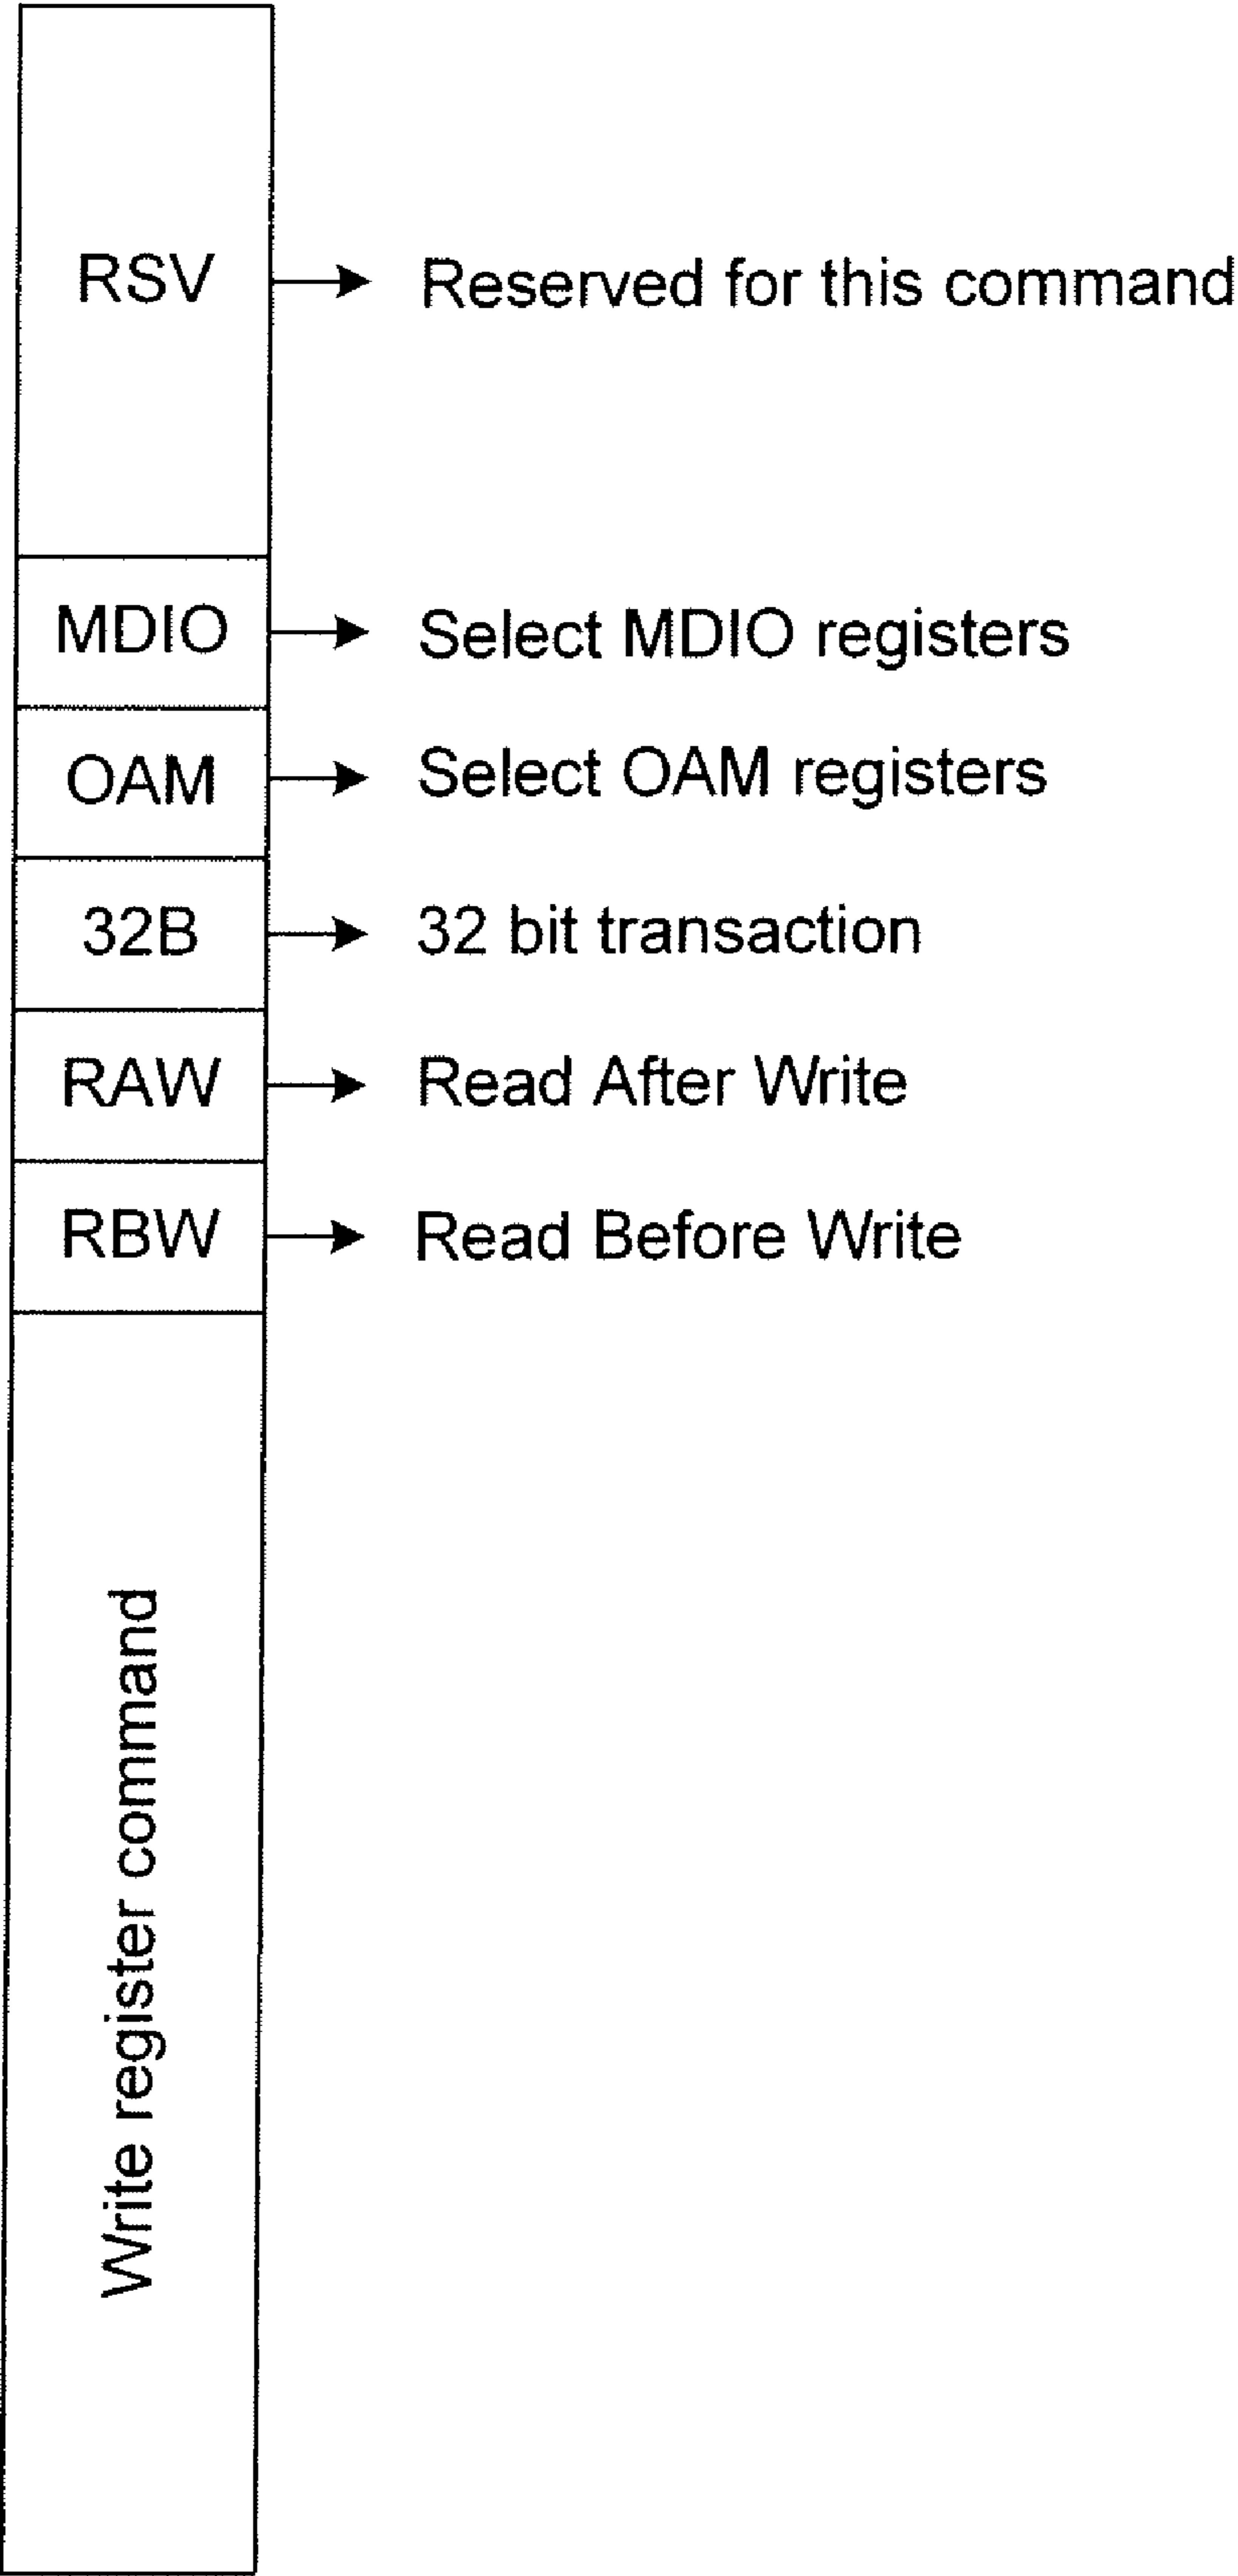 RSV Reserved for this command
MDIO Select MDIO registers
OAM Select OAM registers
32B 32 bit transaction
RAW Read After Write
RBW Read Before Write
Write register command